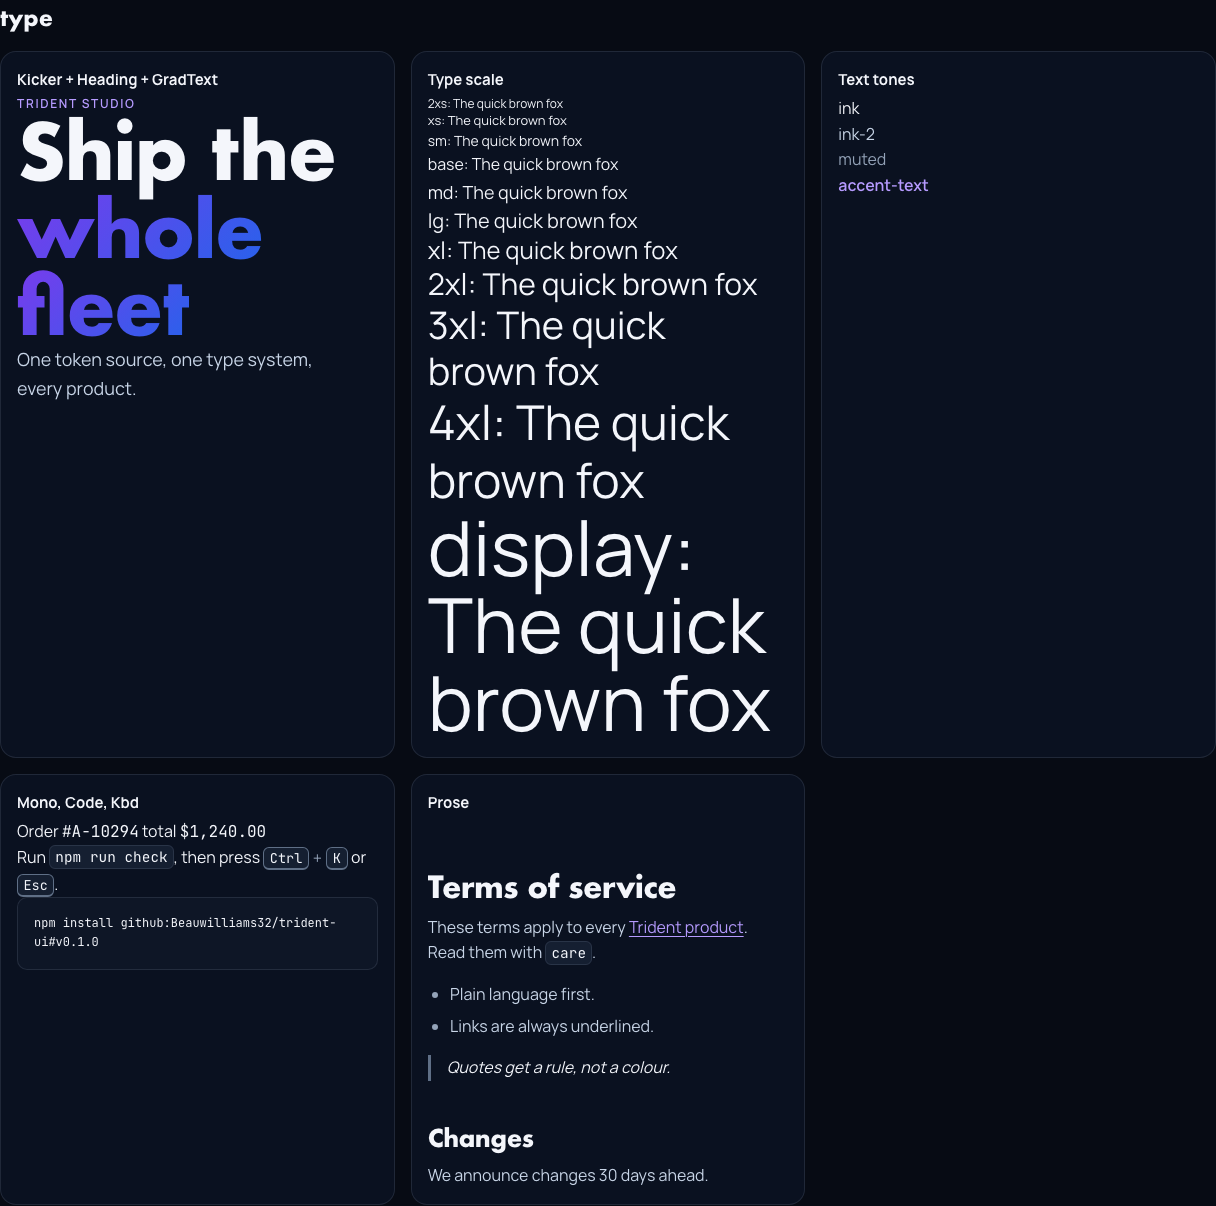 type
Kicker + Heading + GradText
TRIDENT STUDIO
Ship the
whole
fleet
One token source, one type system,
every product.
Type scale
2xs: The quick brown fox
xs: The quick brown fox
sm: The quick brown fox
base: The quick brown fox
md: The quick brown fox
lg: The quick brown fox
xl: The quick brown fox
2xl: The quick brown fox
3xl: The quick
brown fox
4xl: The quick
brown fox
display:
The quick
brown fox
Text tones
ink
ink-2
muted
accent-text
Mono, Code, Kbd
Order #A-10294 total $1,240.00
Run npm run check, then press Ctrl + K or
Esc.
npm install github:Beauwilliams32/trident-
ui#v0.1.0
Prose
Terms of service
These terms apply to every Trident product.
Read them with care.
• Plain language first.
• Links are always underlined.
Quotes get a rule, not a colour.
Changes
We announce changes 30 days ahead.